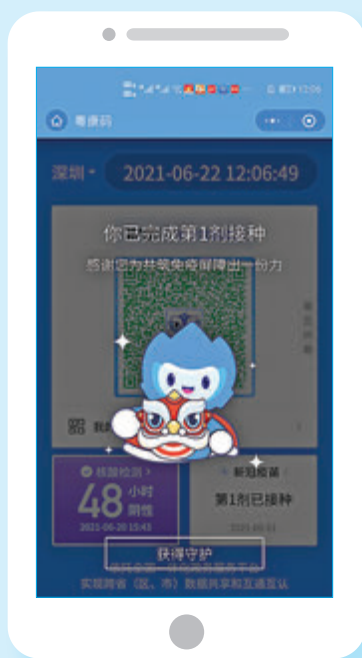 12:06
粤康码
深圳
2021-06-22 12:06:49
你已完成第1剂接种
感谢您为共筑免疫屏障出一份力
核酸检测 >
48 小时
阴性
2021-06-20 15:43
新冠疫苗
第1剂已接种
获得守护
实现跨省（区、市）数据共享和互通互认